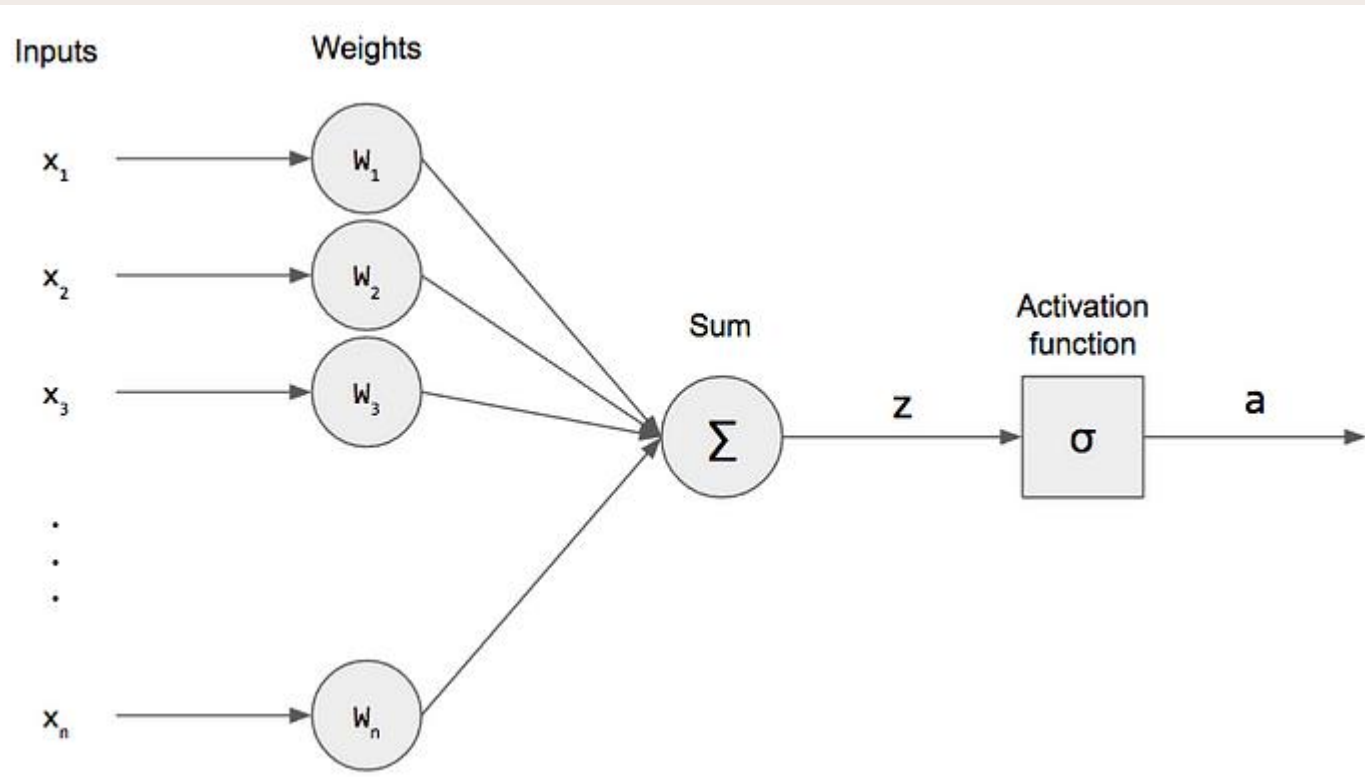 Inputs
Weights
x₁
W₁
x₂
W₂
x₃
W₃
Sum
Σ
z
Activation
function
σ
a
.
.
.
xₙ
Wₙ